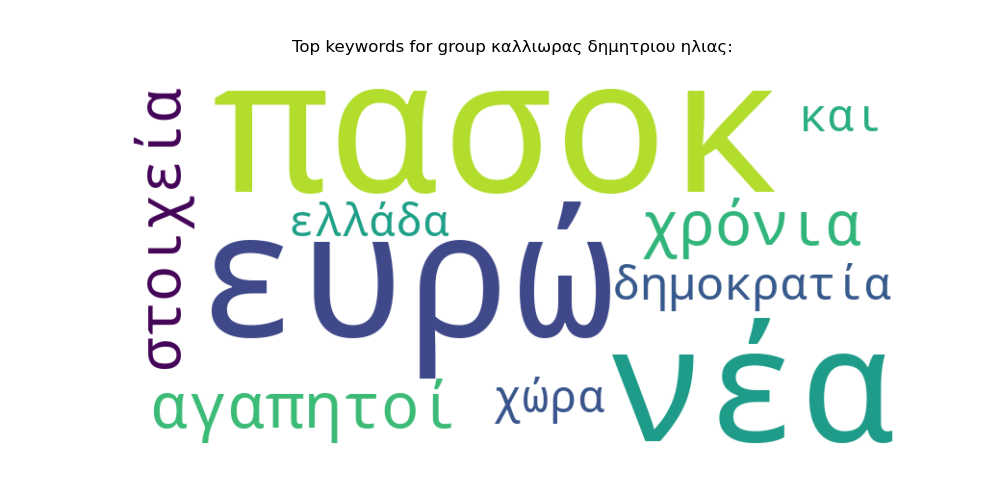 Top keywords for group καλλιωρας δημητριου ηλιας:
στοιχεία
πασοκ
και
ελλάδα
χρόνια
ευρώ
δημοκρατία
αγαπητοί
χώρα
νέα